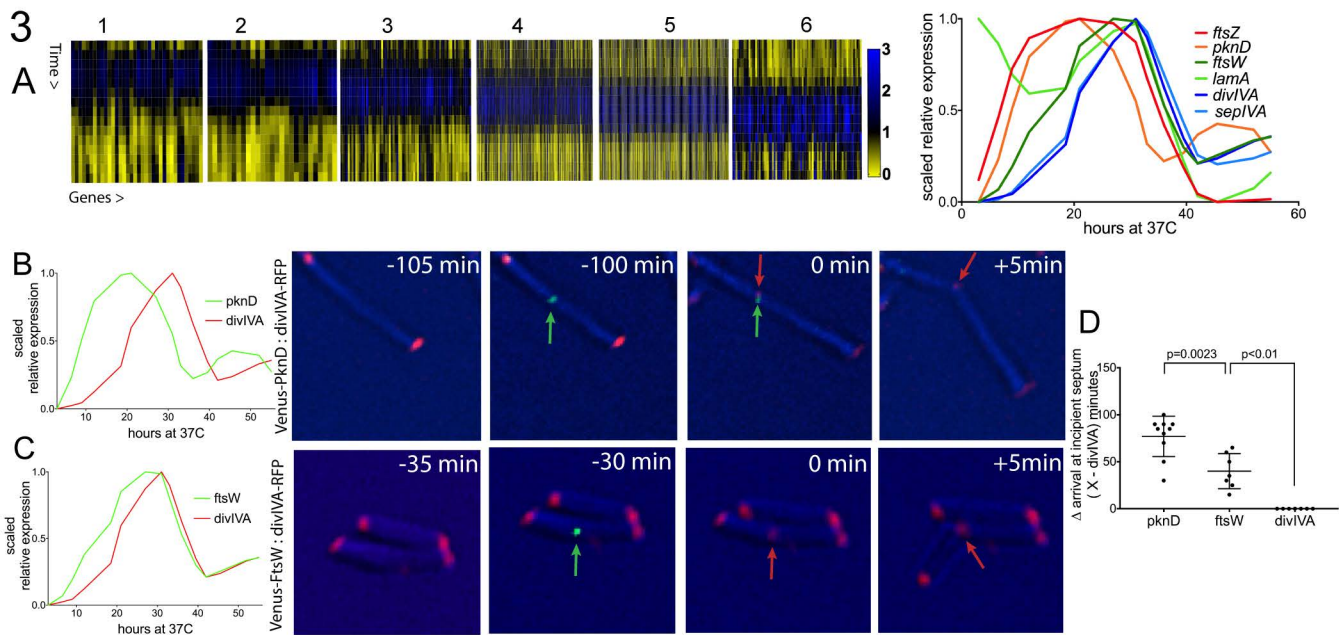 3
A
1 2 3 4 5 6
Time >
Genes >
3
2
1
0
scaled relative expression
1.0
0.5
0.0
0 20 40 60
hours at 37C
ftsZ
pknD
ftsW
lamA
divIVA
sepIVA
B
scaled
relative expression
1.0
0.5
0.0
10 20 30 40 50
hours at 37C
pknD
divIVA
Venus-PknD : divIVA-RFP
-105 min
-100 min
0 min
+5min
C
scaled
relative expression
1.0
0.5
0.0
0 10 20 30 40 50
hours at 37C
ftsW
divIVA
Venus-FtsW : divIVA-RFP
-35 min
-30 min
0 min
+5min
D
p=0.0023
p<0.01
Δ arrival at incipient septum
( X - divIVA) minutes
150
100
50
0
pknD ftsW divIVA